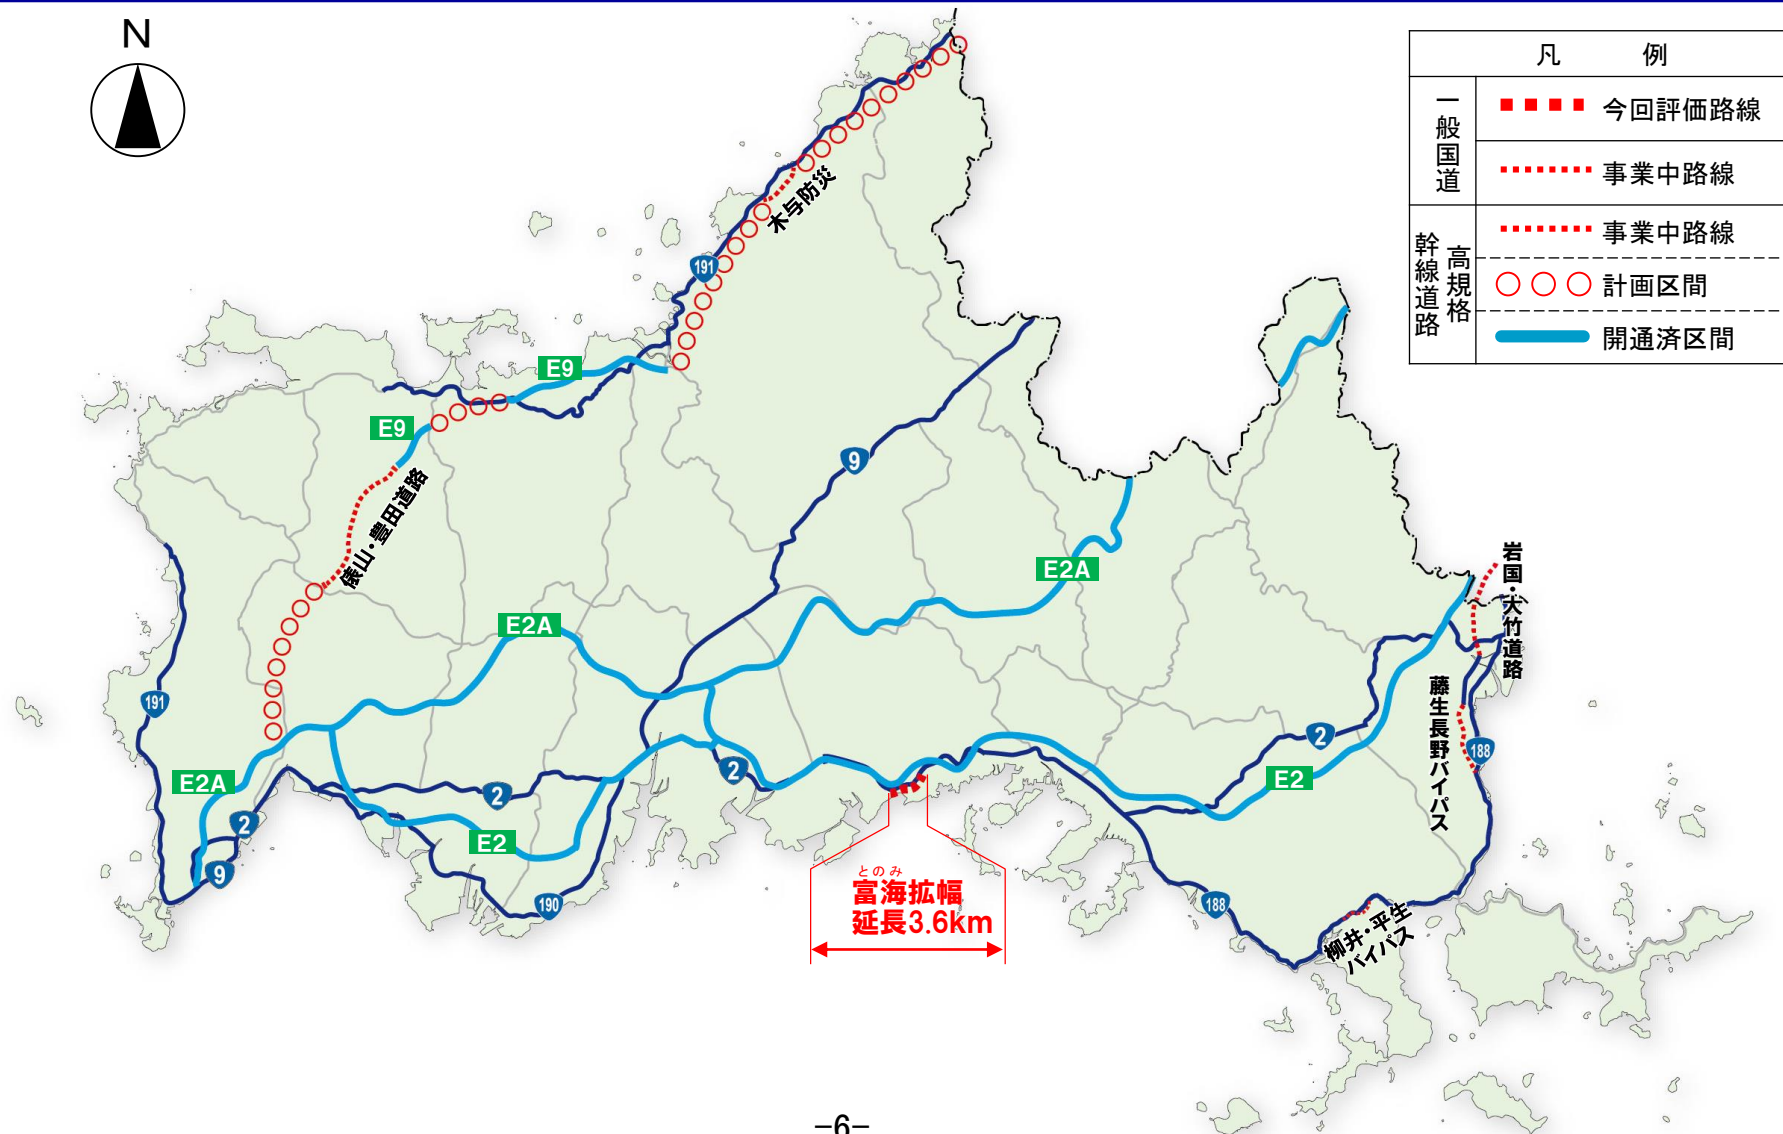 N
凡　例
一般国道
今回評価路線
事業中路線
高規格
幹線道路
事業中路線
計画区間
開通済区間
木与防災
191
E9
E9
9
俵山・豊田道路
E2A
E2A
岩国・大竹道路
191
藤生長野バイパス
2
188
2
E2A
E2
2
2
E2
9
190
とのみ
富海拡幅
延長3.6km
188
柳井・平生
バイパス
−6−